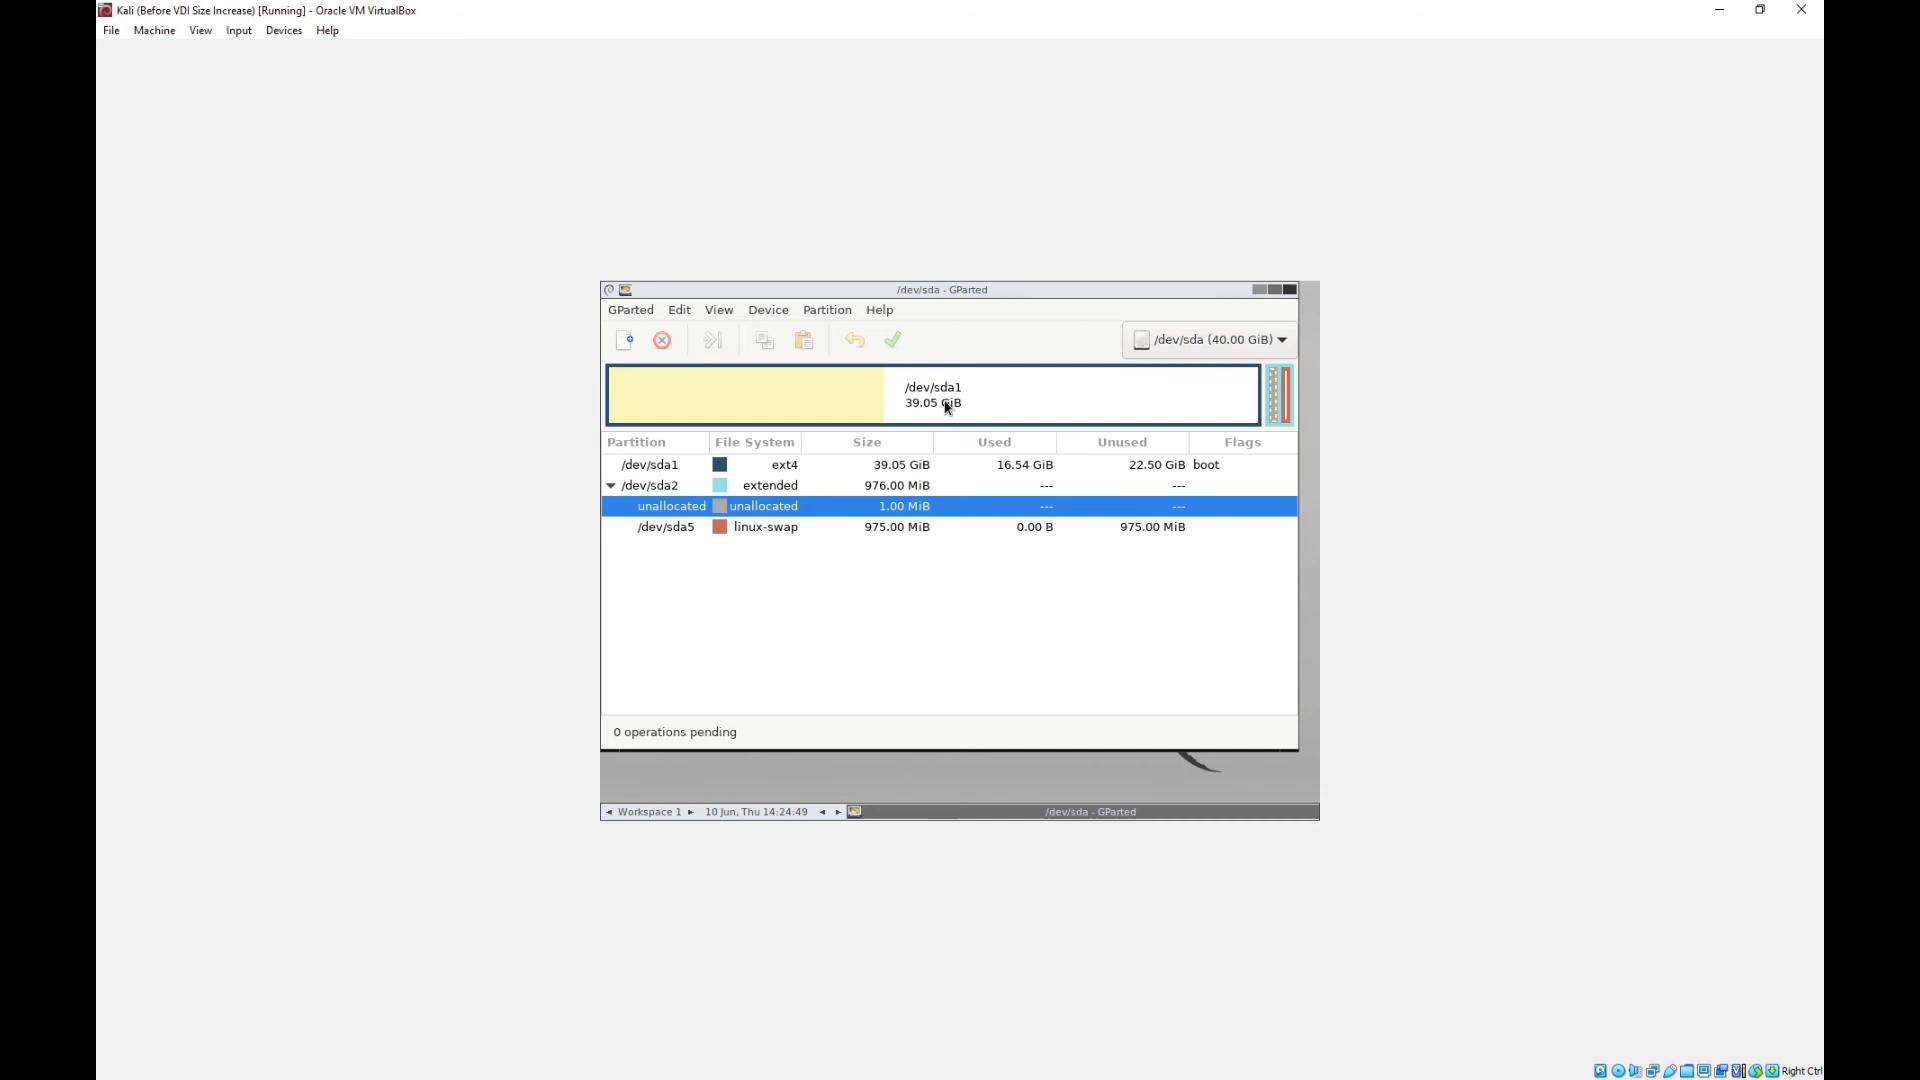 Kali (Before VDI Size Increase) [Running] - Oracle VM VirtualBox
File Machine View Input Devices Help
/dev/sda - GParted
GParted Edit View Device Partition Help
/dev/sda (40.00 GiB)
/dev/sda1
39.05 GiB
Partition File System Size Used Unused Flags
/dev/sda1 ext4 39.05 GiB 16.54 GiB 22.50 GiB boot
/dev/sda2 extended 976.00 MiB --- ---
unallocated unallocated 1.00 MiB --- ---
/dev/sda5 linux-swap 975.00 MiB 0.00 B 975.00 MiB
0 operations pending
Workspace 1 10 Jun, Thu 14:24:49 /dev/sda - GParted
Right Ctrl